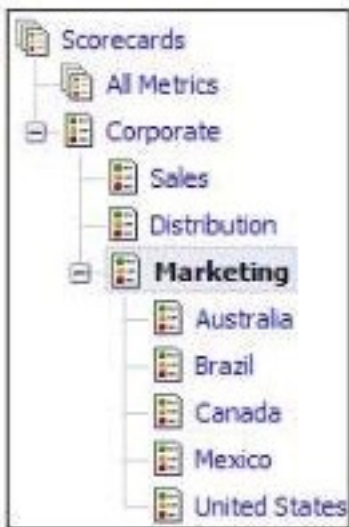 Scorecards
All Metrics
Corporate
Sales
Distribution
Marketing
Australia
Brazil
Canada
Mexico
United States